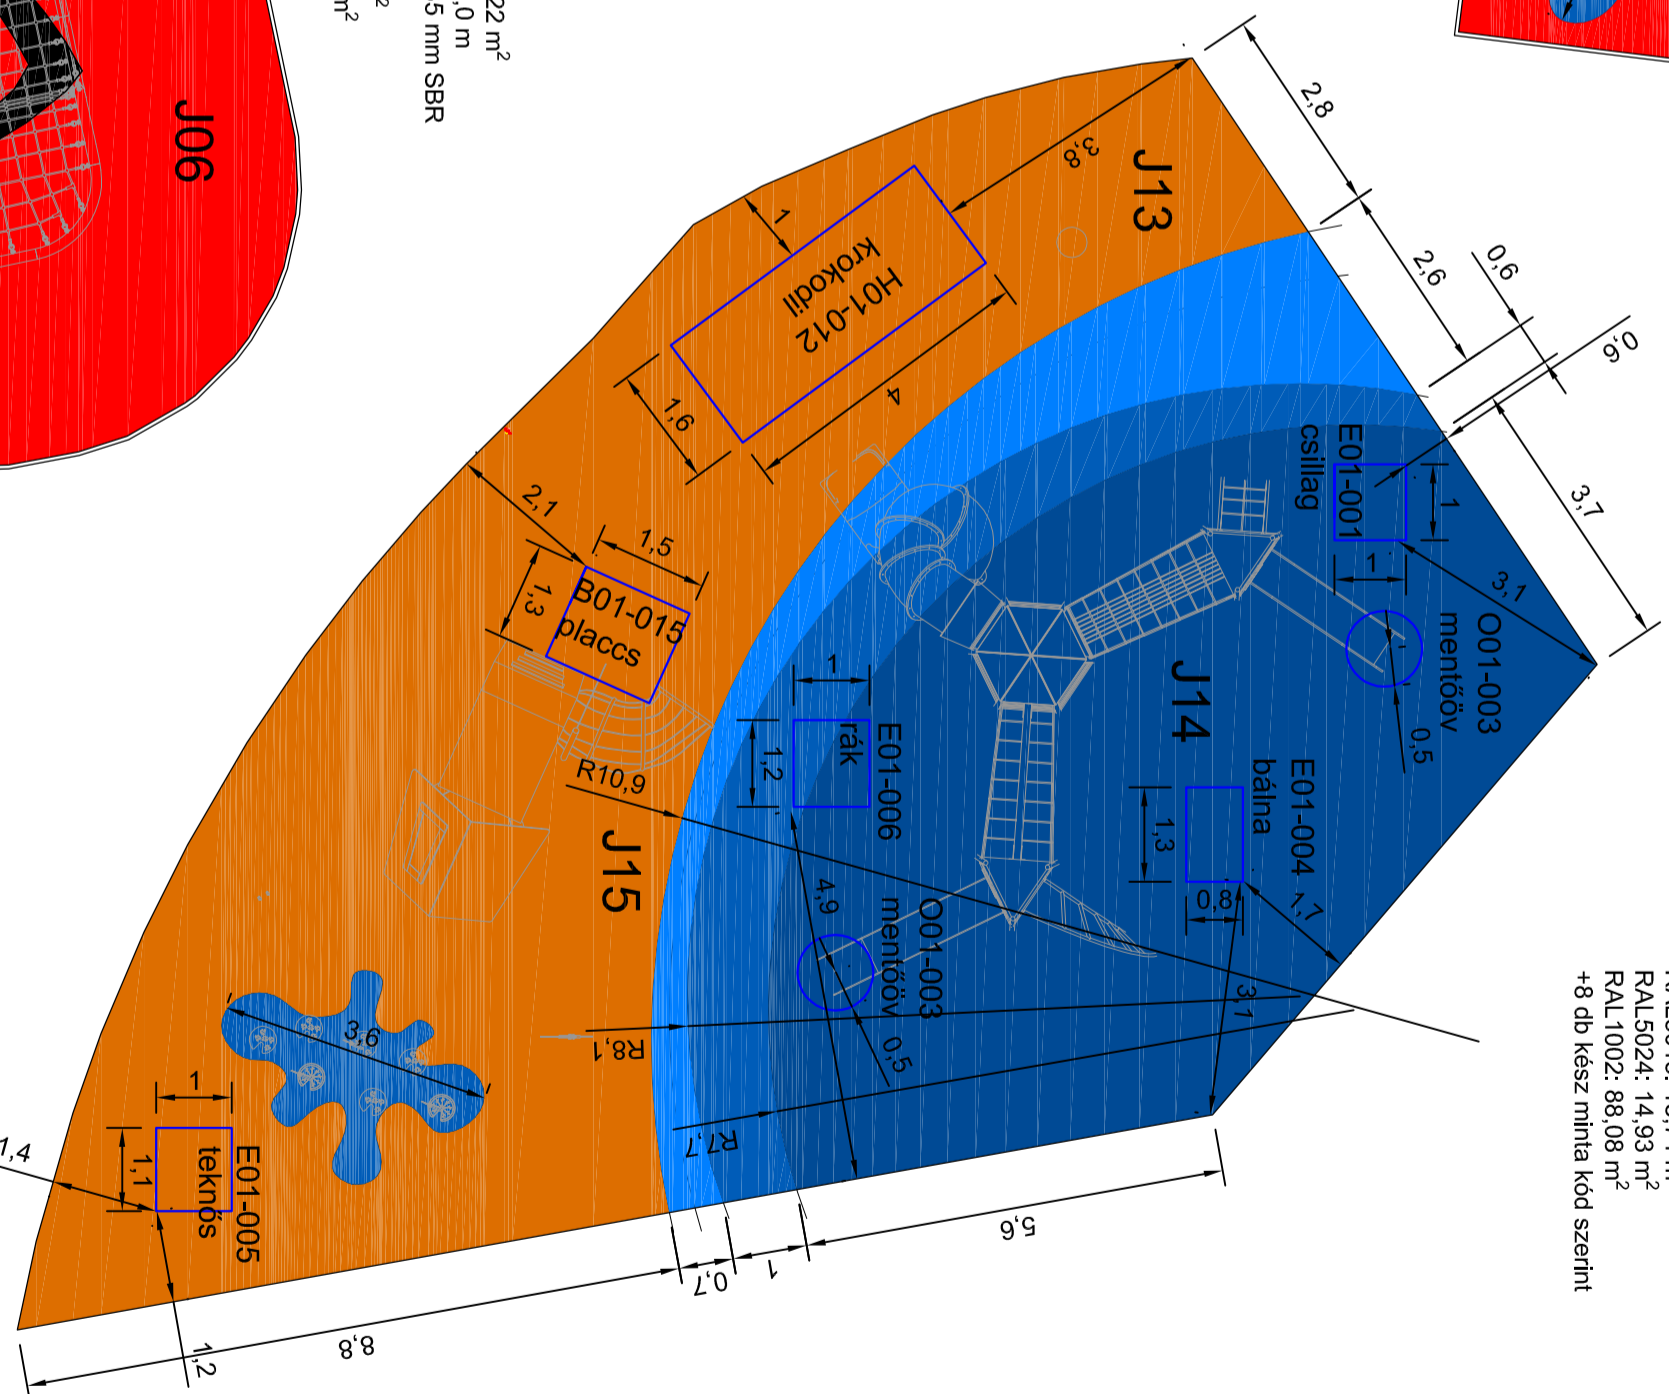 22 m²
,0 m
5 mm SBR
m²
J06
J13
2,8
3,8
1
H01-012
krokodil
4
1,6
2,6
0,6
0,6
3,7
E01-001
csillag
1
1
3,1
O01-003
mentőöv
0,5
2,1
1,5
1,3
B01-015
placcs
J14
E01-004
bálna
1,3
0,8
1,7
3,1
E01-006
rák
1
1,2
R10,9
J15
4,9
O01-003
mentőöv
0,5
R8,1
R7,7
3,6
1
1,1
E01-005
teknős
1,4
1,2
8,8
0,7
1
5,6
RAL5024: 14,93 m²
RAL1002: 88,08 m²
+8 db kész minta kód szerint